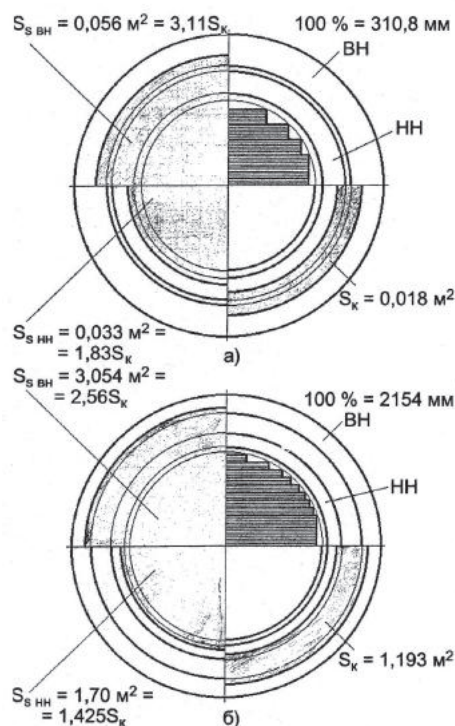 S_S ВН = 0,056 м² = 3,11S_К
100 % = 310,8 мм
ВН
НН
S_К = 0,018 м²
S_S НН = 0,033 м² =
= 1,83S_К
а)
S_S ВН = 3,054 м² =
= 2,56S_К
100 % = 2154 мм
ВН
НН
S_К = 1,193 м²
S_S НН = 1,70 м² =
= 1,425S_К
б)